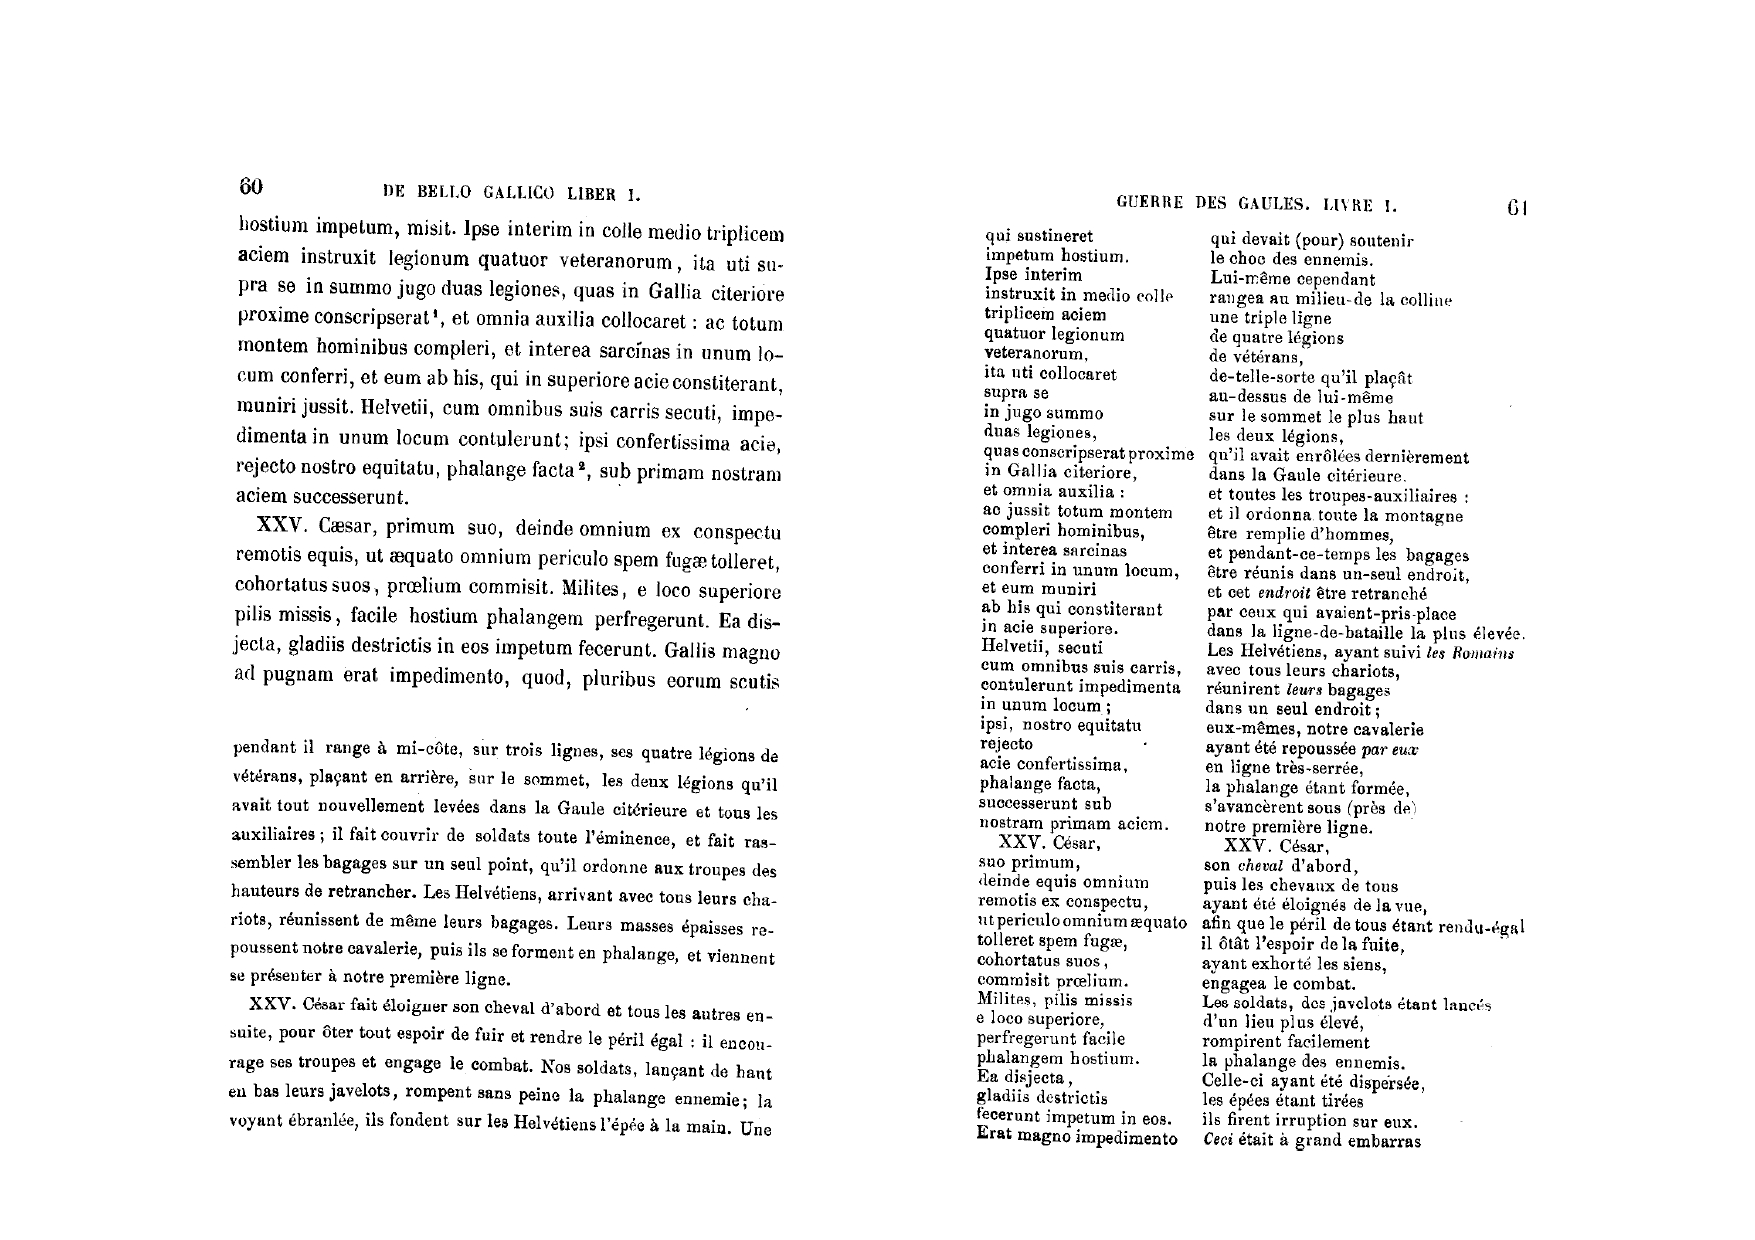 60
DE BELLO GALLICO LIBER I.
hostium impetum, misit. Ipse interim in colle medio triplicem
aciem instruxit legionum quatuor veteranorum, ita uti su-
pra se in summo jugo duas legiones, quas in Gallia citeriore
proxime conscripserat¹, et omnia auxilia collocaret : ac totum
montem hominibus compleri, et interea sarcinas in unum lo-
cum conferri, et eum ab his, qui in superiore acie constiterant,
muniri jussit. Helvetii, cum omnibus suis carris secuti, impe-
dimenta in unum locum contulerunt; ipsi confertissima acie,
rejecto nostro equitatu, phalange facta², sub primam nostram
aciem successerunt.
XXV. Cæsar, primum suo, deinde omnium ex conspectu
remotis equis, ut æquato omnium periculo spem fugæ tolleret,
cohortatus suos, prœlium commisit. Milites, e loco superiore
pilis missis, facile hostium phalangem perfregerunt. Ea dis-
jecta, gladiis destrictis in eos impetum fecerunt. Gallis magno
ad pugnam erat impedimento, quod, pluribus eorum scutis
pendant il range à mi-côte, sur trois lignes, ses quatre légions de
vétérans, plaçant en arrière, sur le sommet, les deux légions qu'il
avait tout nouvellement levées dans la Gaule citérieure et tous les
auxiliaires ; il fait couvrir de soldats toute l'éminence, et fait ras-
sembler les bagages sur un seul point, qu'il ordonne aux troupes des
hauteurs de retrancher. Les Helvétiens, arrivant avec tous leurs cha-
riots, réunissent de même leurs bagages. Leurs masses épaisses re-
poussent notre cavalerie, puis ils se forment en phalange, et viennent
se présenter à notre première ligne.
XXV. César fait éloigner son cheval d'abord et tous les autres en-
suite, pour ôter tout espoir de fuir et rendre le péril égal : il encou-
rage ses troupes et engage le combat. Nos soldats, lançant de haut
en bas leurs javelots, rompent sans peine la phalange ennemie; la
voyant ébranlée, ils fondent sur les Helvétiens l'épée à la main. Une
GUERRE DES GAULES. LIVRE I.
61
qui sustineret
impetum hostium.
Ipse interim
instruxit in medio colle
triplicem aciem
quatuor legionum
veteranorum,
ita uti collocaret
supra se
in jugo summo
duas legiones,
quas conscripserat proxime
in Gallia citeriore,
et omnia auxilia :
ac jussit totum montem
compleri hominibus,
et interea sarcinas
conferri in unum locum,
et eum muniri
ab his qui constiterant
in acie superiore.
Helvetii, secuti
cum omnibus suis carris,
contulerunt impedimenta
in unum locum ;
ipsi, nostro equitatu
rejecto
acie confertissima,
phalange facta,
successerunt sub
nostram primam aciem.
XXV. César,
suo primum,
deinde equis omnium
remotis ex conspectu,
ut periculo omnium æquato
tolleret spem fugæ,
cohortatus suos,
commisit prœlium.
Milites, pilis missis
e loco superiore,
perfregerunt facile
phalangem hostium.
Ea disjecta,
gladiis destrictis
fecerunt impetum in eos.
Erat magno impedimento
qui devait (pour) soutenir
le choc des ennemis.
Lui-même cependant
rangea au milieu-de la colline
une triple ligne
de quatre légions
de vétérans,
de-telle-sorte qu'il plaçât
au-dessus de lui-même
sur le sommet le plus haut
les deux légions,
qu'il avait enrôlées dernièrement
dans la Gaule citérieure.
et toutes les troupes-auxiliaires :
et il ordonna toute la montagne
être remplie d'hommes,
et pendant-ce-temps les bagages
être réunis dans un-seul endroit,
et cet endroit être retranché
par ceux qui avaient-pris-place
dans la ligne-de-bataille la plus élevée.
Les Helvétiens, ayant suivi les Romains
avec tous leurs chariots,
réunirent leurs bagages
dans un seul endroit ;
eux-mêmes, notre cavalerie
ayant été repoussée par eux
en ligne très-serrée,
la phalange étant formée,
s'avancèrent sous (près de)
notre première ligne.
XXV. César,
son cheval d'abord,
puis les chevaux de tous
ayant été éloignés de la vue,
afin que le péril de tous étant rendu-égal
il ôtât l'espoir de la fuite,
ayant exhorté les siens,
engagea le combat.
Les soldats, des javelots étant lancés
d'un lieu plus élevé,
rompirent facilement
la phalange des ennemis.
Celle-ci ayant été dispersée,
les épées étant tirées
ils firent irruption sur eux.
Ceci était à grand embarras